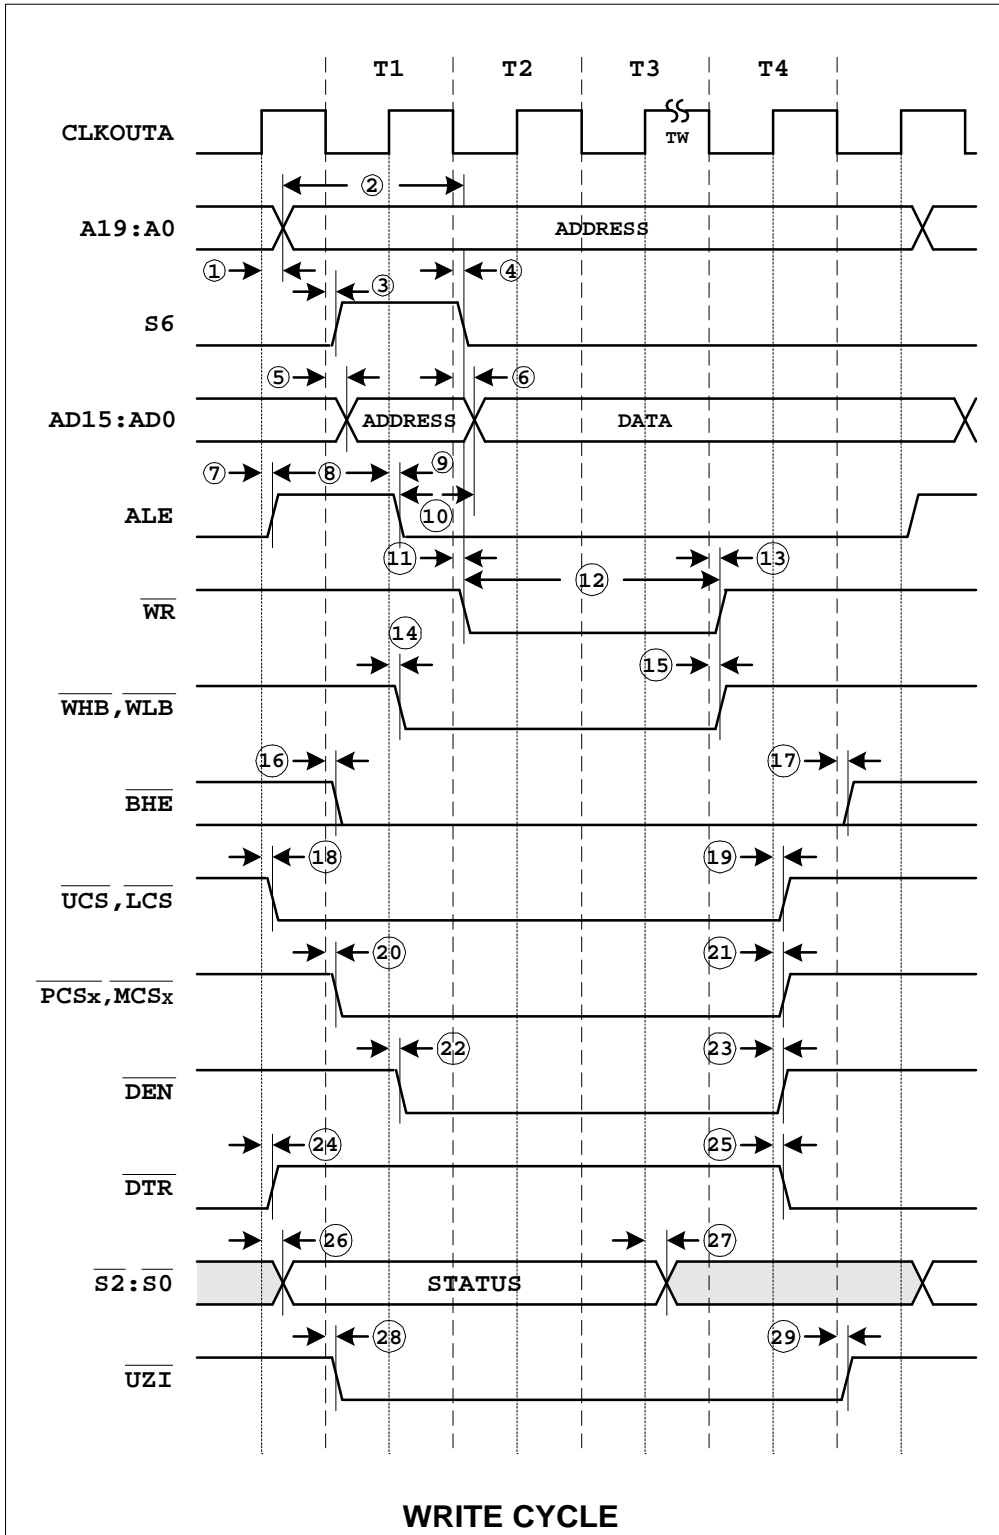 T1 T2 T3 T4
CLKOUTA
TW
②
A19:A0 ADDRESS
① ④
③
S6
⑤ ⑥
AD15:AD0 ADDRESS DATA
⑦ ⑧ ⑨
ALE ⑩
⑪ ⑬
⑫
WR
⑭
⑮
WHB,WLB
⑯ ⑰
BHE
⑱ ⑲
UCS,LCS
⑳ 21
PCSx,MCSx
22 23
DEN
24 25
DTR
26 27
S2:S0 STATUS
28 29
UZI
WRITE CYCLE